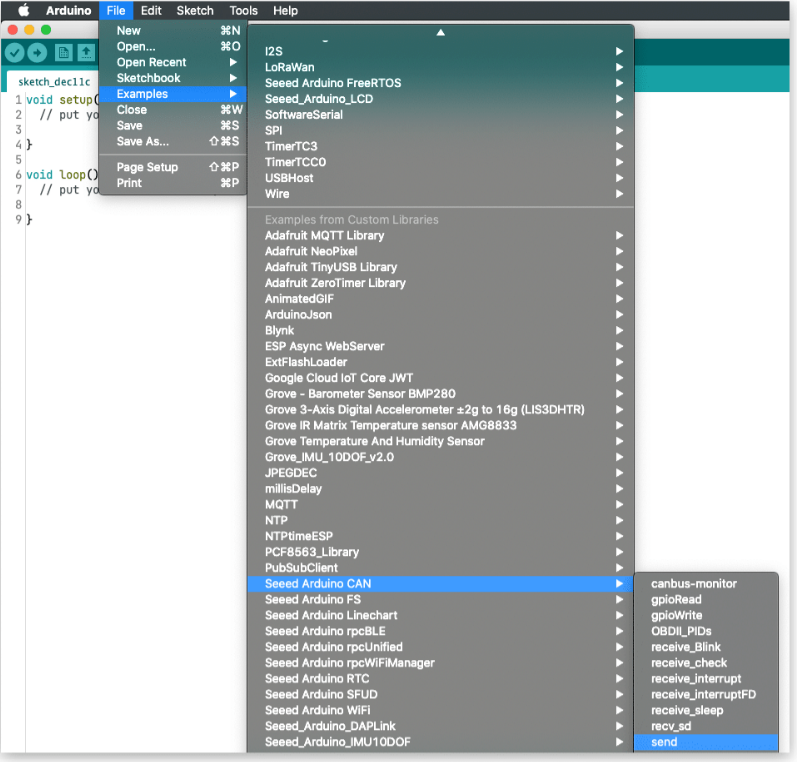 Arduino File Edit Sketch Tools Help
New ⌘N
Open... ⌘O
Open Recent
Sketchbook
Examples
Close ⌘W
Save ⌘S
Save As... ⇧⌘S
Page Setup ⇧⌘P
Print ⌘P
sketch_dec11c
1 void setup(
2 // put yo
3
4 }
5
6 void loop()
7 // put yo
8
9 }
I2S
LoRaWan
Seeed Arduino FreeRTOS
Seeed_Arduino_LCD
SoftwareSerial
SPI
TimerTC3
TimerTCC0
USBHost
Wire
Examples from Custom Libraries
Adafruit MQTT Library
Adafruit NeoPixel
Adafruit TinyUSB Library
Adafruit ZeroTimer Library
AnimatedGIF
ArduinoJson
Blynk
ESP Async WebServer
ExtFlashLoader
Google Cloud IoT Core JWT
Grove - Barometer Sensor BMP280
Grove 3-Axis Digital Accelerometer ±2g to 16g (LIS3DHTR)
Grove IR Matrix Temperature sensor AMG8833
Grove Temperature And Humidity Sensor
Grove_IMU_10DOF_v2.0
JPEGDEC
millisDelay
MQTT
NTP
NTPtimeESP
PCF8563_Library
PubSubClient
Seeed Arduino CAN
Seeed Arduino FS
Seeed Arduino Linechart
Seeed Arduino rpcBLE
Seeed Arduino rpcUnified
Seeed Arduino rpcWiFiManager
Seeed Arduino RTC
Seeed Arduino SFUD
Seeed Arduino WiFi
Seeed_Arduino_DAPLink
Seeed_Arduino_IMU10DOF
canbus-monitor
gpioRead
gpioWrite
OBDII_PIDs
receive_Blink
receive_check
receive_interrupt
receive_interruptFD
receive_sleep
recv_sd
send